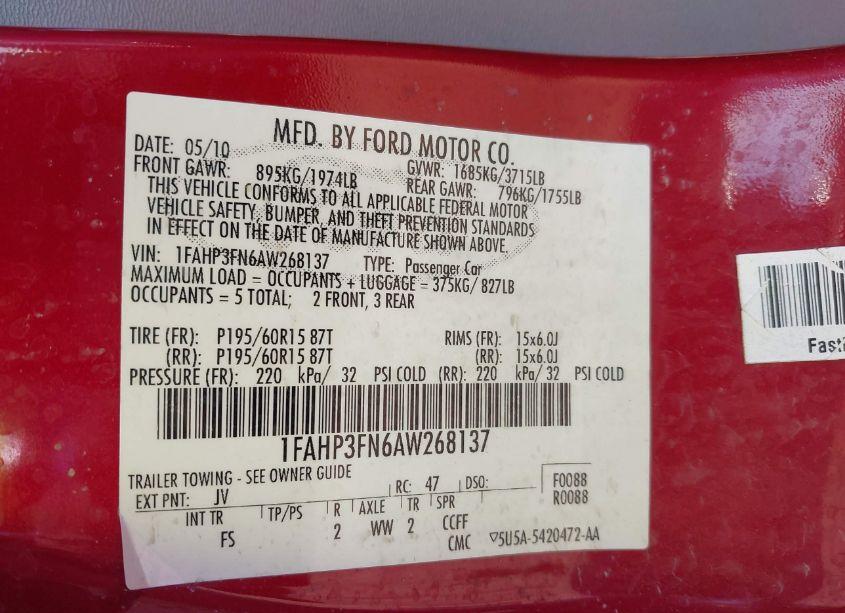 MFD. BY FORD MOTOR CO.
DATE: 05/10 GVWR: 1685KG/3715LB
FRONT GAWR: 895KG/1974LB REAR GAWR: 796KG/1755LB
THIS VEHICLE CONFORMS TO ALL APPLICABLE FEDERAL MOTOR
VEHICLE SAFETY, BUMPER, AND THEFT PREVENTION STANDARDS
IN EFFECT ON THE DATE OF MANUFACTURE SHOWN ABOVE.
VIN: 1FAHP3FN6AW268137 TYPE: Passenger Car
MAXIMUM LOAD = OCCUPANTS + LUGGAGE = 375KG/ 827LB
OCCUPANTS = 5 TOTAL; 2 FRONT, 3 REAR
TIRE (FR): P195/60R15 87T RIMS (FR): 15x6.0J
(RR): P195/60R15 87T (RR): 15x6.0J
PRESSURE (FR): 220 kPa/ 32 PSI COLD (RR): 220 kPa/ 32 PSI COLD
1FAHP3FN6AW268137
TRAILER TOWING - SEE OWNER GUIDE
EXT PNT: JV RC: 47 DSO: F0088
R0088
INT TR TP/PS R AXLE TR SPR
FS 2 WW 2 CCFF
CMC ▽5U5A-5420472-AA
Fasti